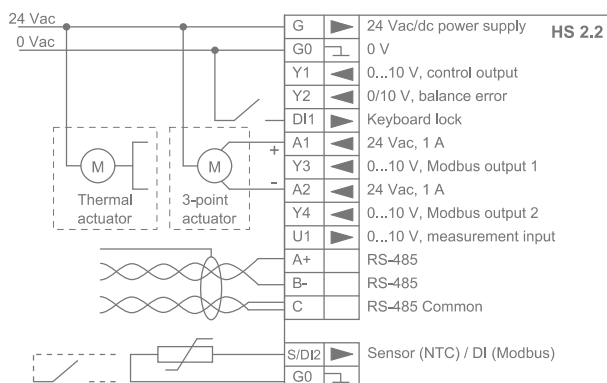 24 Vac
0 Vac
HS 2.2
G 24 Vac/dc power supply
G0 0 V
Y1 0...10 V, control output
Y2 0/10 V, balance error
DI1 Keyboard lock
A1 24 Vac, 1 A
Y3 0...10 V, Modbus output 1
A2 24 Vac, 1 A
Y4 0...10 V, Modbus output 2
U1 0...10 V, measurement input
A+ RS-485
B- RS-485
C RS-485 Common
S/DI2 Sensor (NTC) / DI (Modbus)
G0
M
Thermal
actuator
M
+
-
3-point
actuator